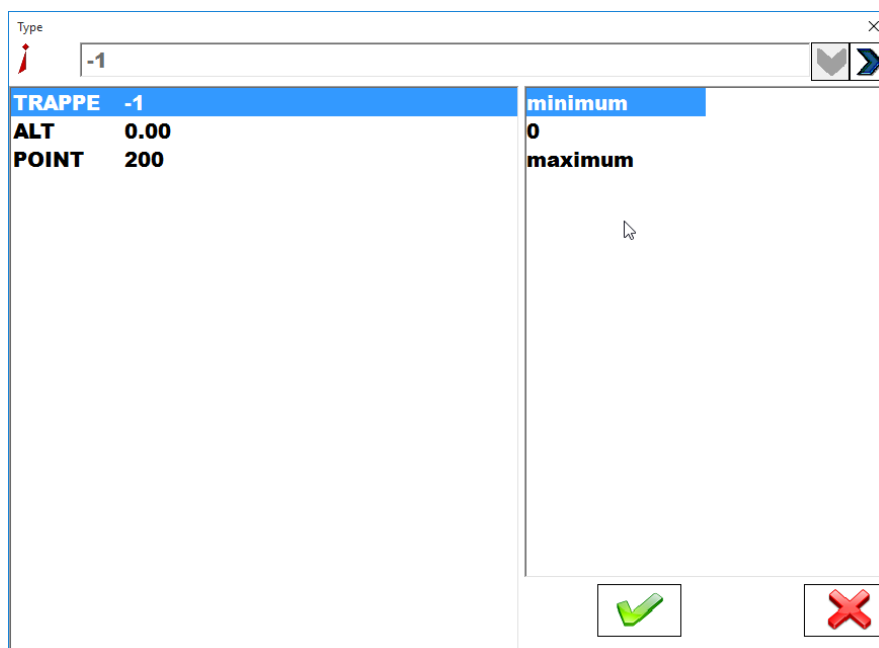 Type
-1
TRAPPE -1
ALT 0.00
POINT 200
minimum
0
maximum